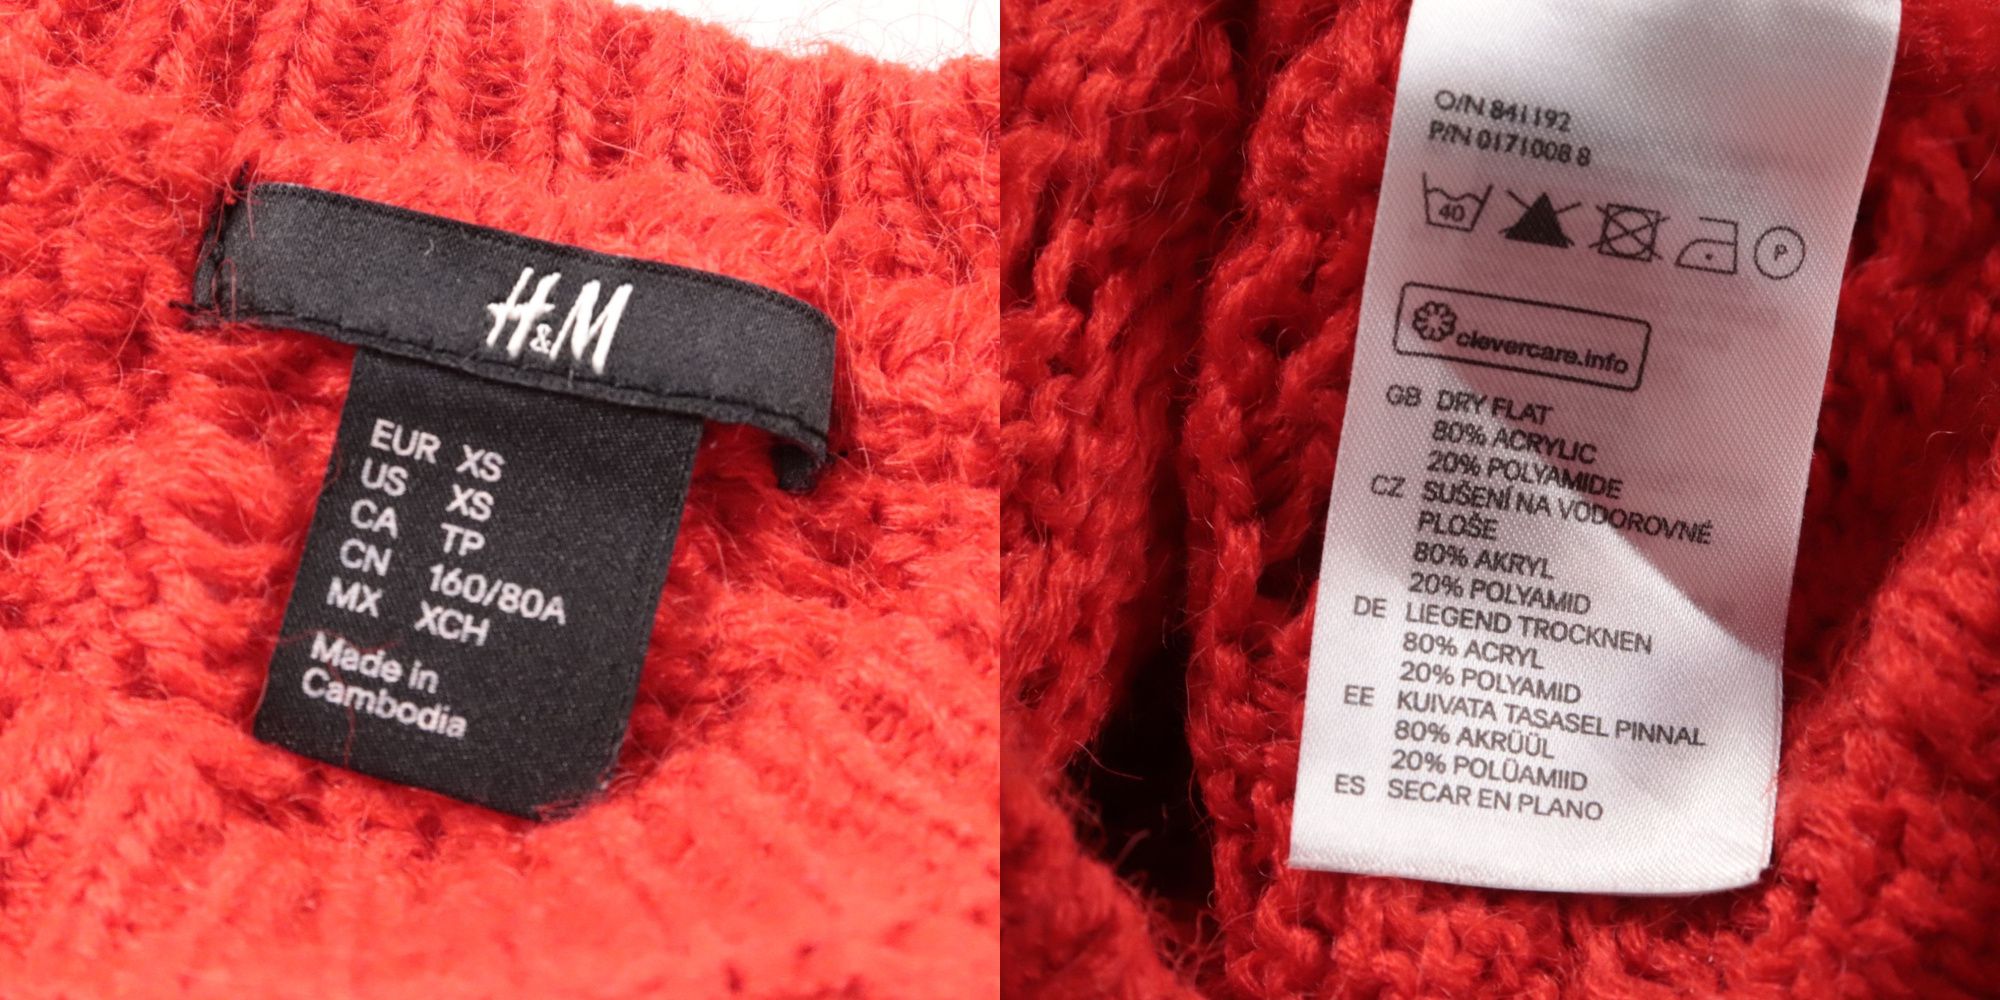 H&M
EUR XS
US XS
CA TP
CN 160/80A
MX XCH
Made in
Cambodia
O/N 841192
P/N 0171008 8
40
P
clevercare.info
GB DRY FLAT
80% ACRYLIC
20% POLYAMIDE
CZ SUŠENÍ NA VODOROVNÉ
PLOŠE
80% AKRYL
20% POLYAMID
DE LIEGEND TROCKNEN
80% ACRYL
20% POLYAMID
EE KUIVATA TASASEL PINNAL
80% AKRÜÜL
20% POLÜAMIID
ES SECAR EN PLANO